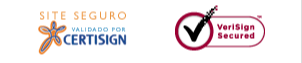 SITE SEGURO
VALIDADO POR
CERTISIGN
VeriSign
Secured